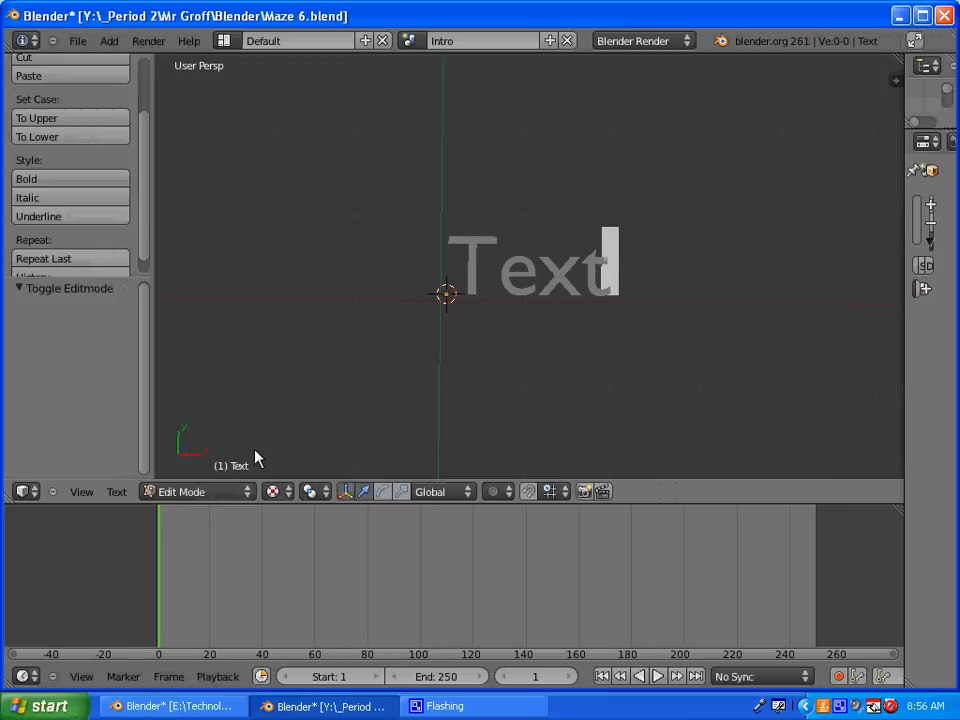 Blender* [Y:\_Period 2\Mr Groff\Blender\Maze 6.blend]
File Add Render Help Default Intro Blender Render blender.org 261 | Ve:0-0 | Text
User Persp
Cut
Paste
Set Case:
To Upper
To Lower
Style:
Bold
Italic
Underline
Repeat:
Repeat Last
Toggle Editmode
Text
y
x
(1) Text
View Text Edit Mode Global
-40 -20 0 20 40 60 80 100 120 140 160 180 200 220 240 260
View Marker Frame Playback Start: 1 End: 250 1 No Sync
start Blender* [E:\Technol... Blender* [Y:\_Period ... Flashing 8:56 AM